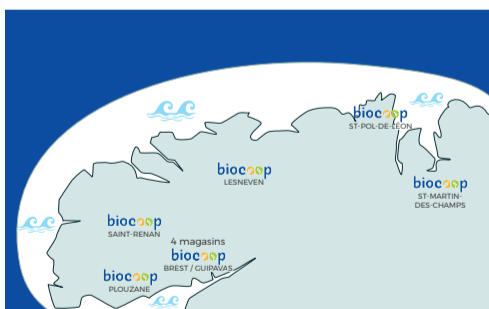 biocoop
ST-POL-DE-LÉON
biocoop
LESNEVEN
biocoop
ST-MARTIN-
DES-CHAMPS
biocoop
SAINT-RENAN
4 magasins
biocoop
BREST / GUIPAVAS
biocoop
PLOUZANE